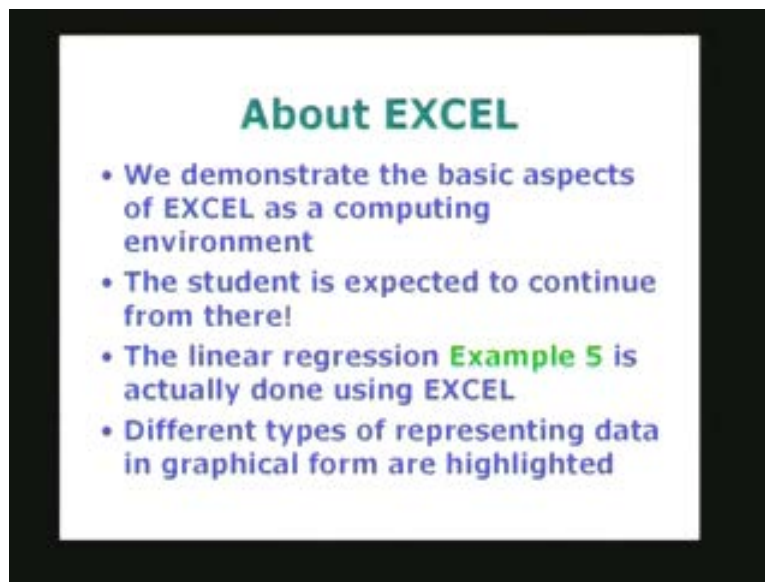 About EXCEL
• We demonstrate the basic aspects
of EXCEL as a computing
environment
• The student is expected to continue
from there!
• The linear regression Example 5 is
actually done using EXCEL
• Different types of representing data
in graphical form are highlighted